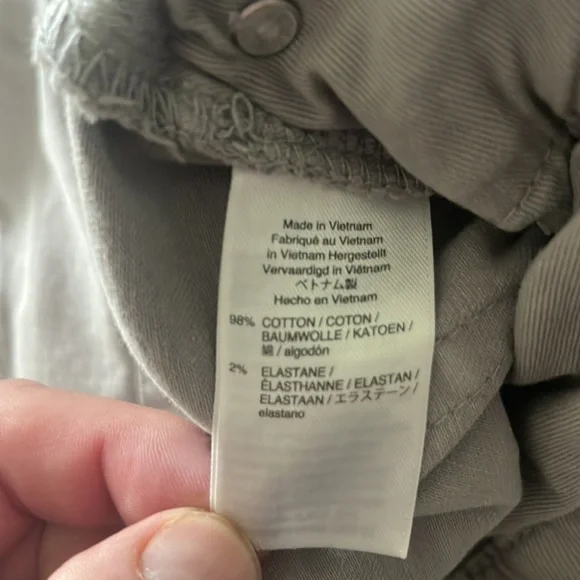 Made in Vietnam
Fabriqué au Vietnam
in Vietnam Hergestellt
Vervaardigd in Viëtnam
ベトナム製
Hecho en Vietnam
98% COTTON / COTON /
BAUMWOLLE / KATOEN /
綿 / algodón
2% ELASTANE /
ÉLASTHANNE / ELASTAN /
ELASTAAN / エラステーン /
elastano